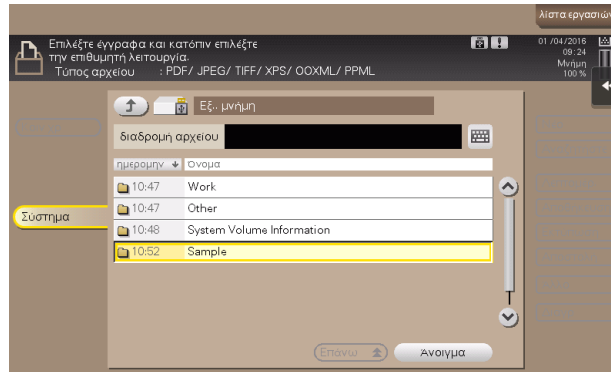 λίστα εργασιών
Επιλέξτε έγγραφα και κατόπιν επιλέξτε
την επιθυμητή λειτουργία.
Τύπος αρχείου : PDF/ JPEG/ TIFF/ XPS/ OOXML/ PPML
01/04/2016
09:24
Μνήμη
100 %
Εξ.. μνήμη
διαδρομή αρχείου
ημερομην Όνομα
10:47 Work
10:47 Other
Σύστημα
10:48 System Volume Information
10:52 Sample
Επάνω
Άνοιγμα